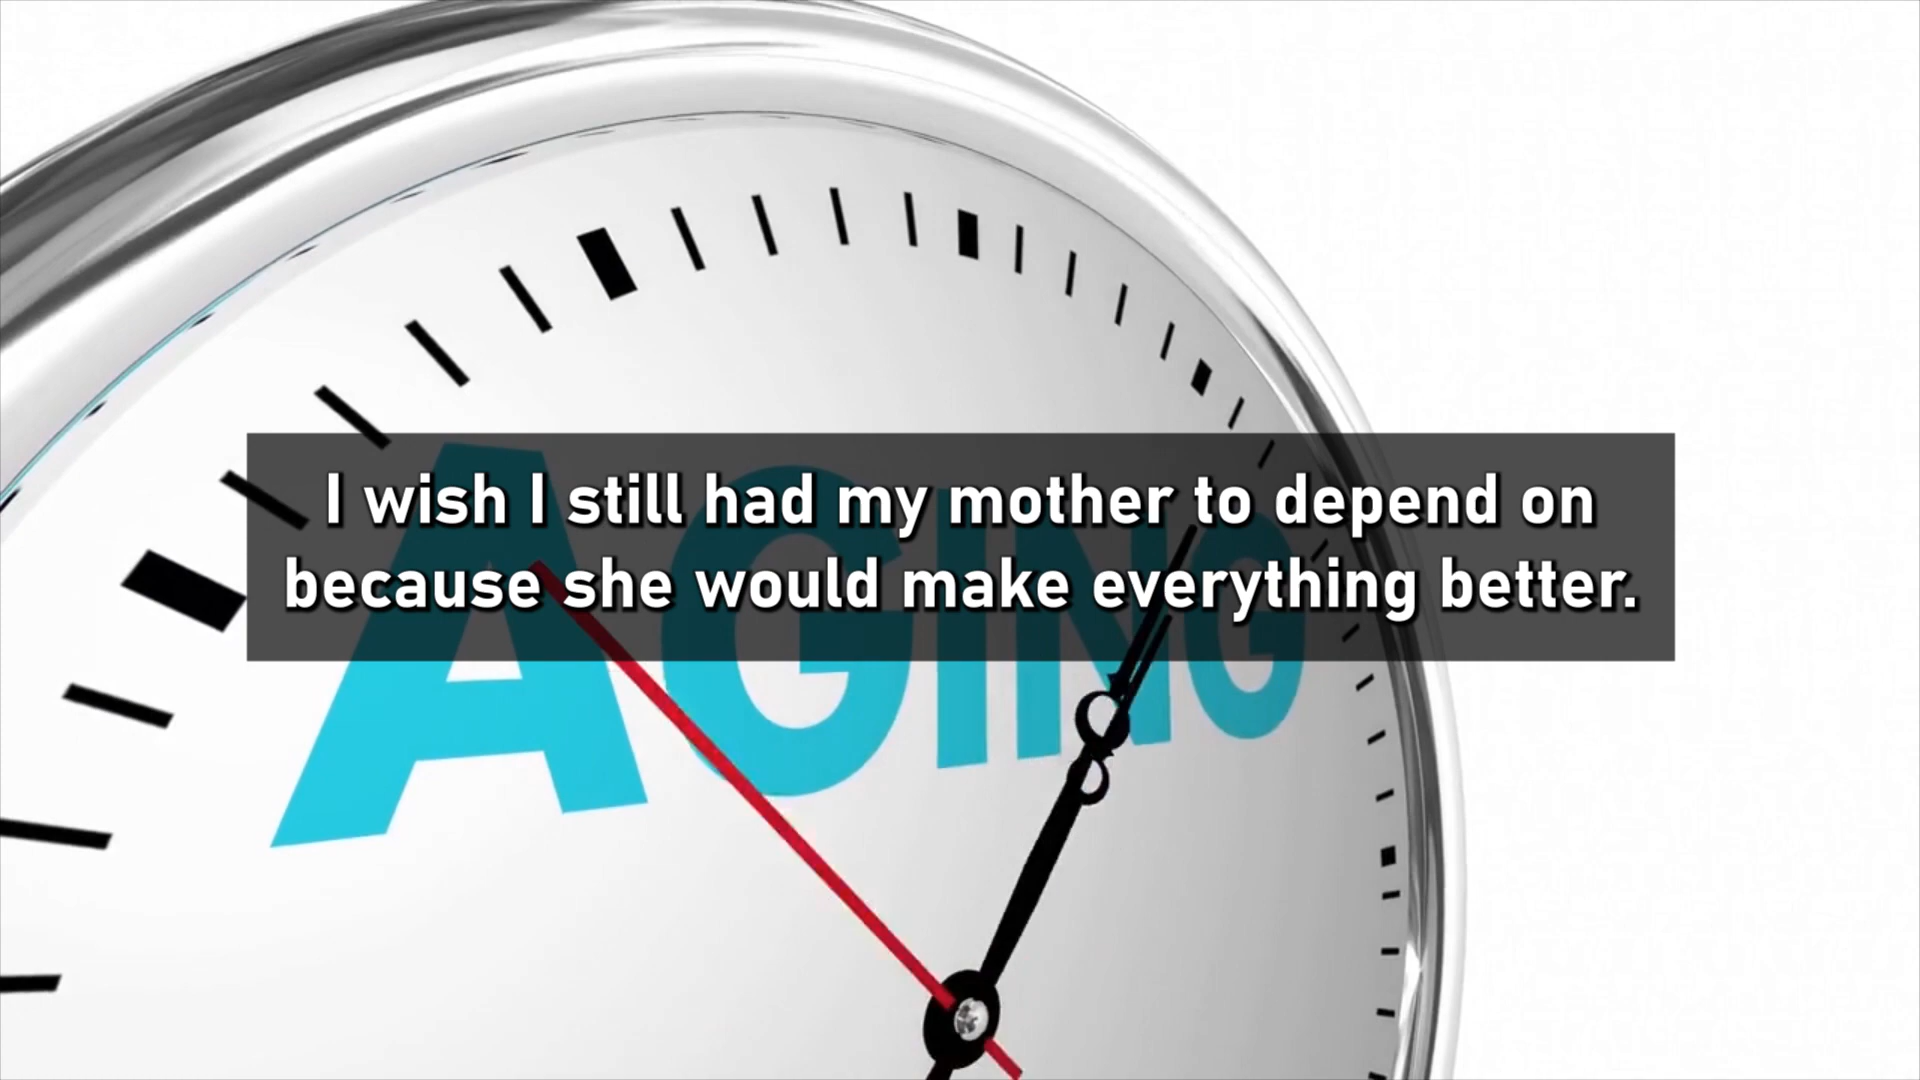 I wish I still had my mother to depend on
because she would make everything better.
AGING